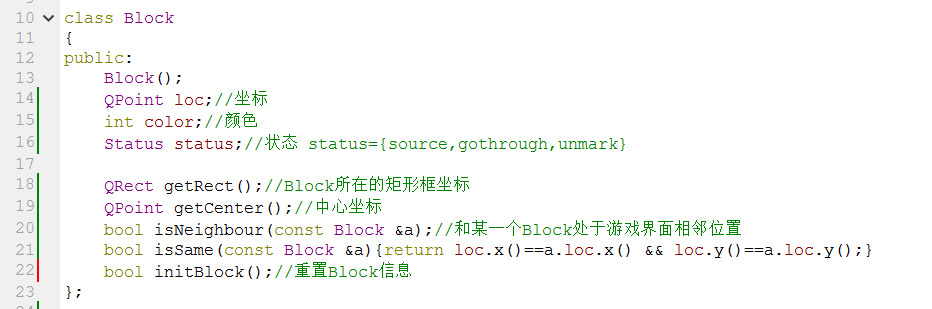 10 class Block
11 {
12 public:
13     Block();
14     QPoint loc;//坐标
15     int color;//颜色
16     Status status;//状态 status={source,gothrough,unmark}
17
18     QRect getRect();//Block所在的矩形框坐标
19     QPoint getCenter();//中心坐标
20     bool isNeighbour(const Block &a);//和某一个Block处于游戏界面相邻位置
21     bool isSame(const Block &a){return loc.x()==a.loc.x() && loc.y()==a.loc.y();}
22     bool initBlock();//重置Block信息
23 };